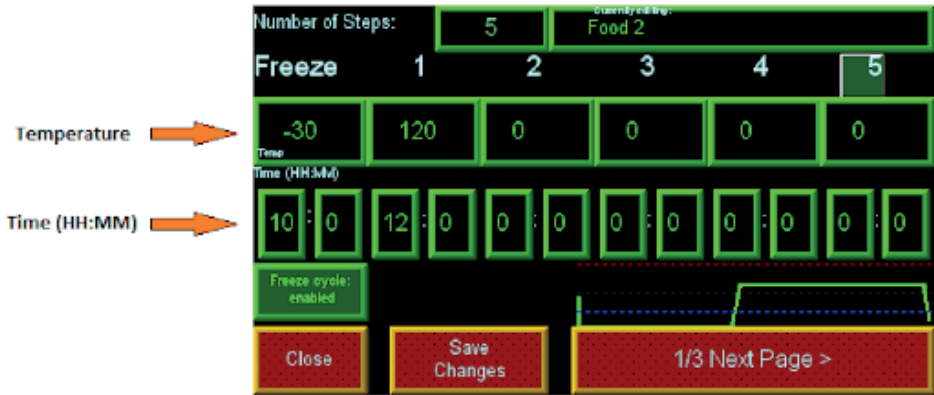 Currently editing:
Number of Steps: 5 Food 2
Freeze 1 2 3 4 5
Temperature -30 120 0 0 0 0
Temp
Time (HH:MM)
Time (HH:MM) 10 : 0 12 : 0 0 : 0 0 : 0 0 : 0 0 : 0
Freeze cycle:
enabled
Close Save Changes 1/3 Next Page >